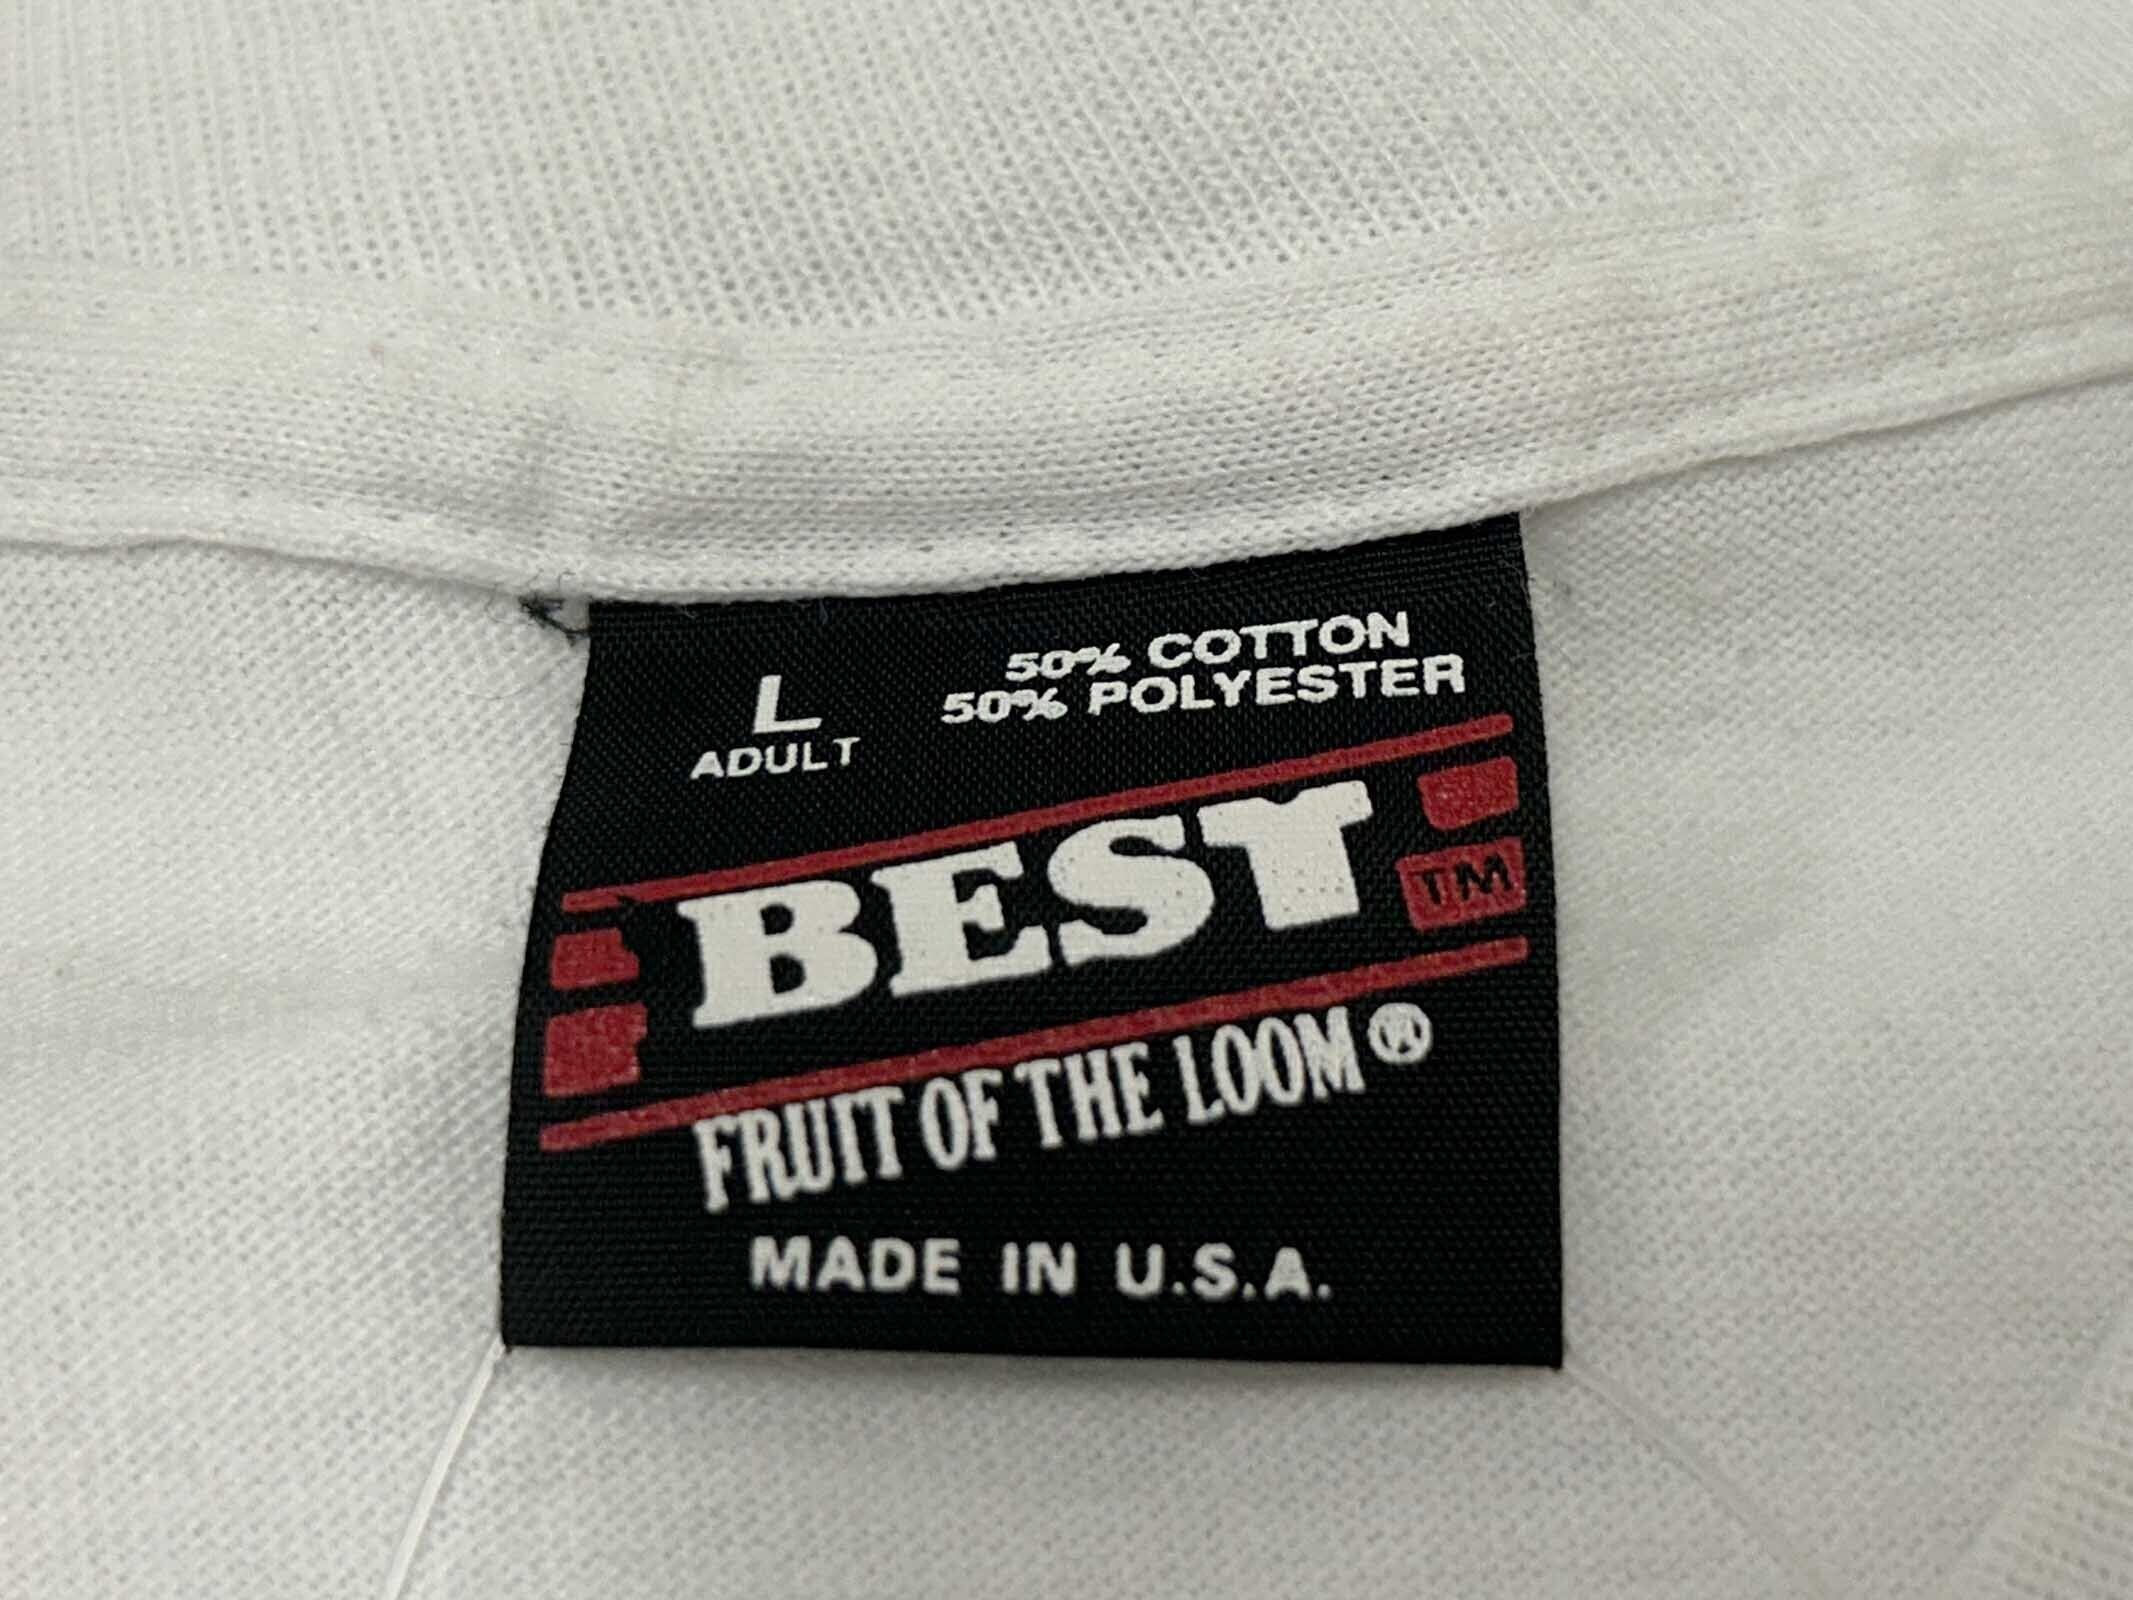 L
ADULT
50% COTTON
50% POLYESTER
BEST
TM
FRUIT OF THE LOOM®
MADE IN U.S.A.